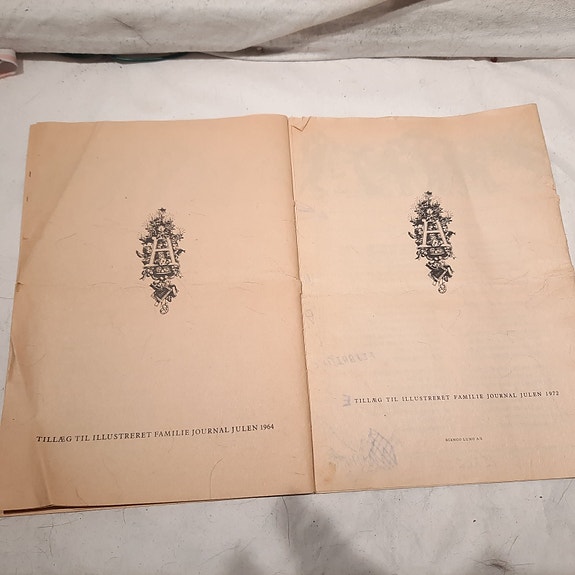 A
TILLÆG TIL ILLUSTRERET FAMILIE JOURNAL JULEN 1964
A
TILLÆG TIL ILLUSTRERET FAMILIE JOURNAL JULEN 1972